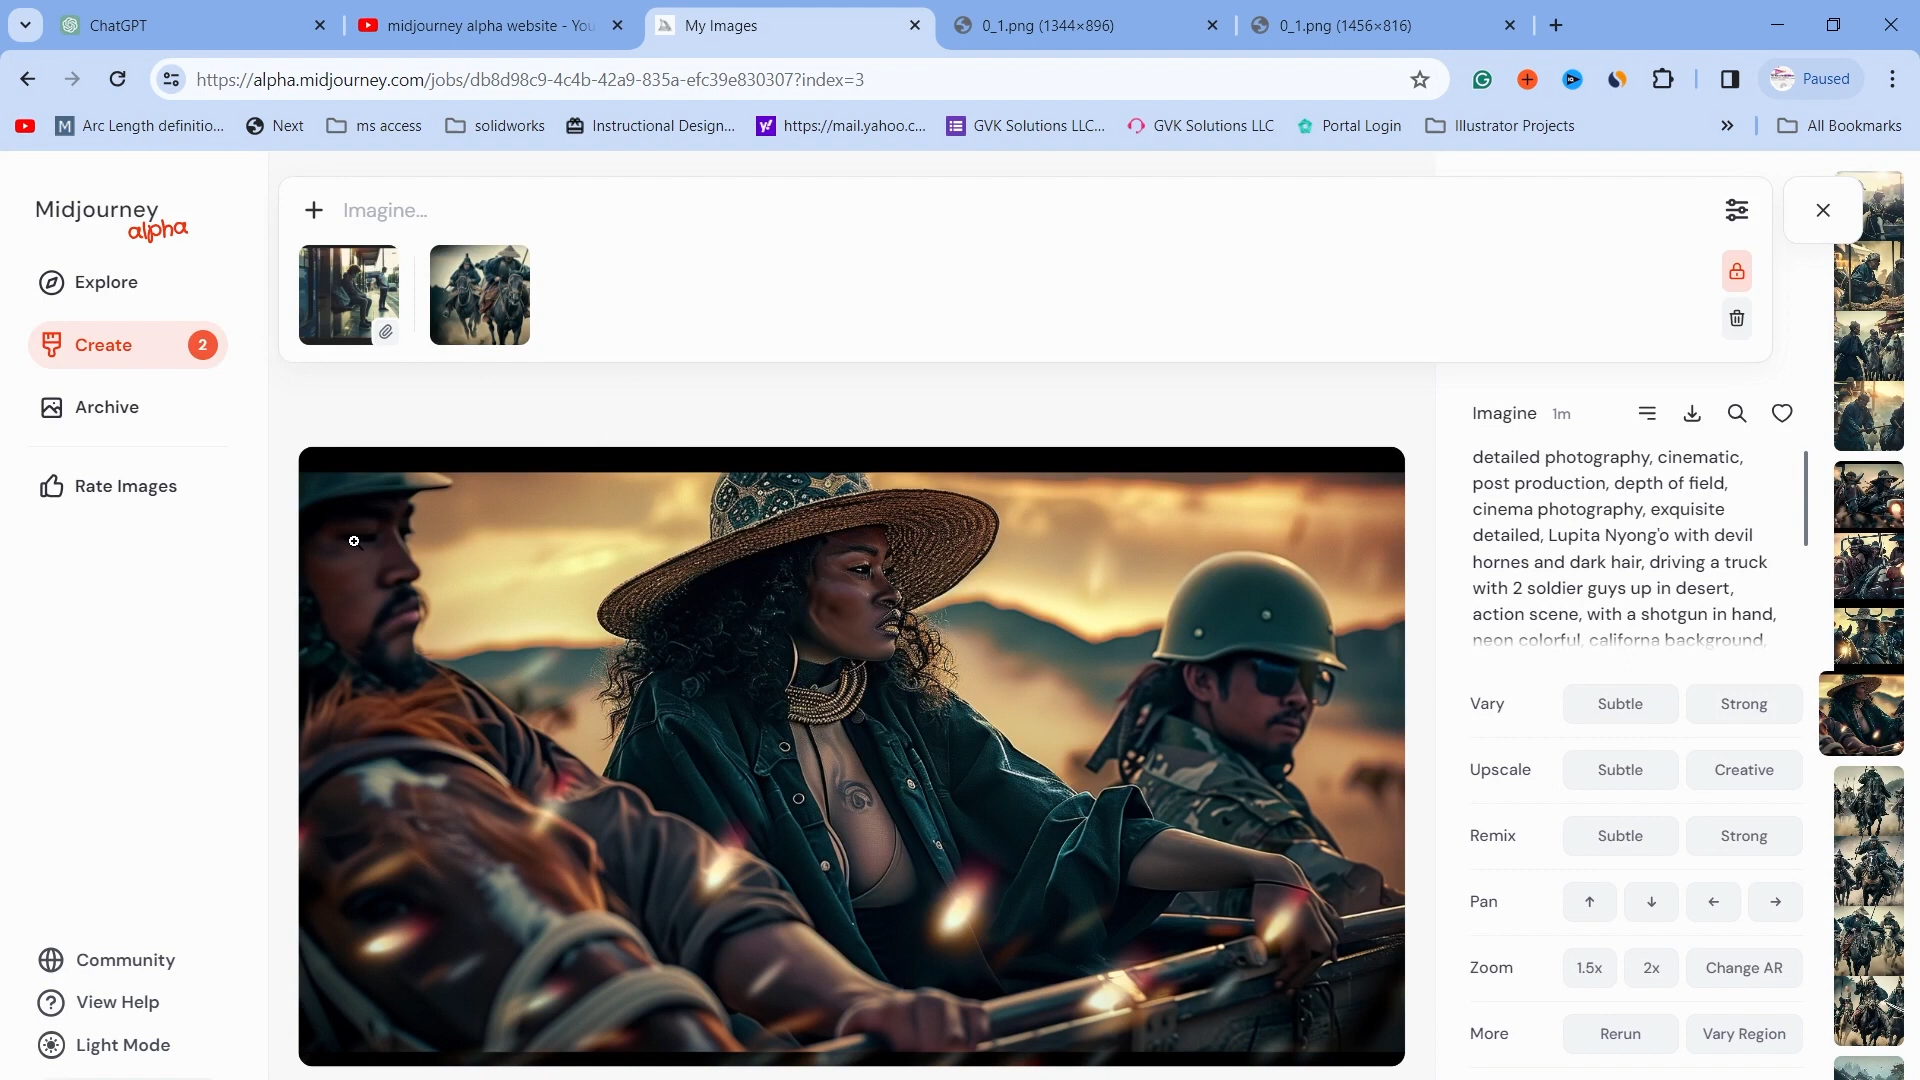 ChatGPT
midjourney alpha website - You
My Images
0_1.png (1344×896)
0_1.png (1456×816)
https://alpha.midjourney.com/jobs/db8d98c9-4c4b-42a9-835a-efc39e830307?index=3
Paused
Arc Length definitio...
Next
ms access
solidworks
Instructional Design...
https://mail.yahoo.c...
GVK Solutions LLC...
GVK Solutions LLC
Portal Login
Illustrator Projects
All Bookmarks
Midjourney
alpha
Explore
Create
2
Archive
Rate Images
Community
View Help
Light Mode
Imagine...
Imagine 1m
detailed photography, cinematic,
post production, depth of field,
cinema photography, exquisite
detailed, Lupita Nyong'o with devil
hornes and dark hair, driving a truck
with 2 soldier guys up in desert,
action scene, with a shotgun in hand,
neon colorful, californa background,
Vary Subtle Strong
Upscale Subtle Creative
Remix Subtle Strong
Pan
Zoom 1.5x 2x Change AR
More Rerun Vary Region